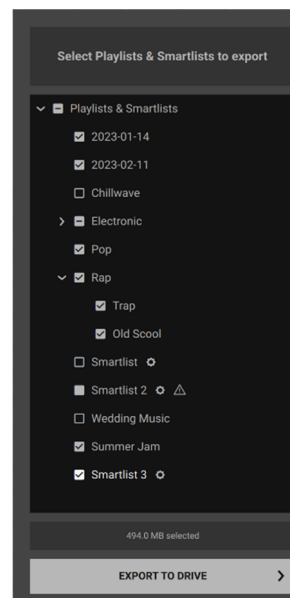 Select Playlists & Smartlists to export
Playlists & Smartlists
2023-01-14
2023-02-11
Chillwave
Electronic
Pop
Rap
Trap
Old Scool
Smartlist
Smartlist 2
Wedding Music
Summer Jam
Smartlist 3
494.0 MB selected
EXPORT TO DRIVE